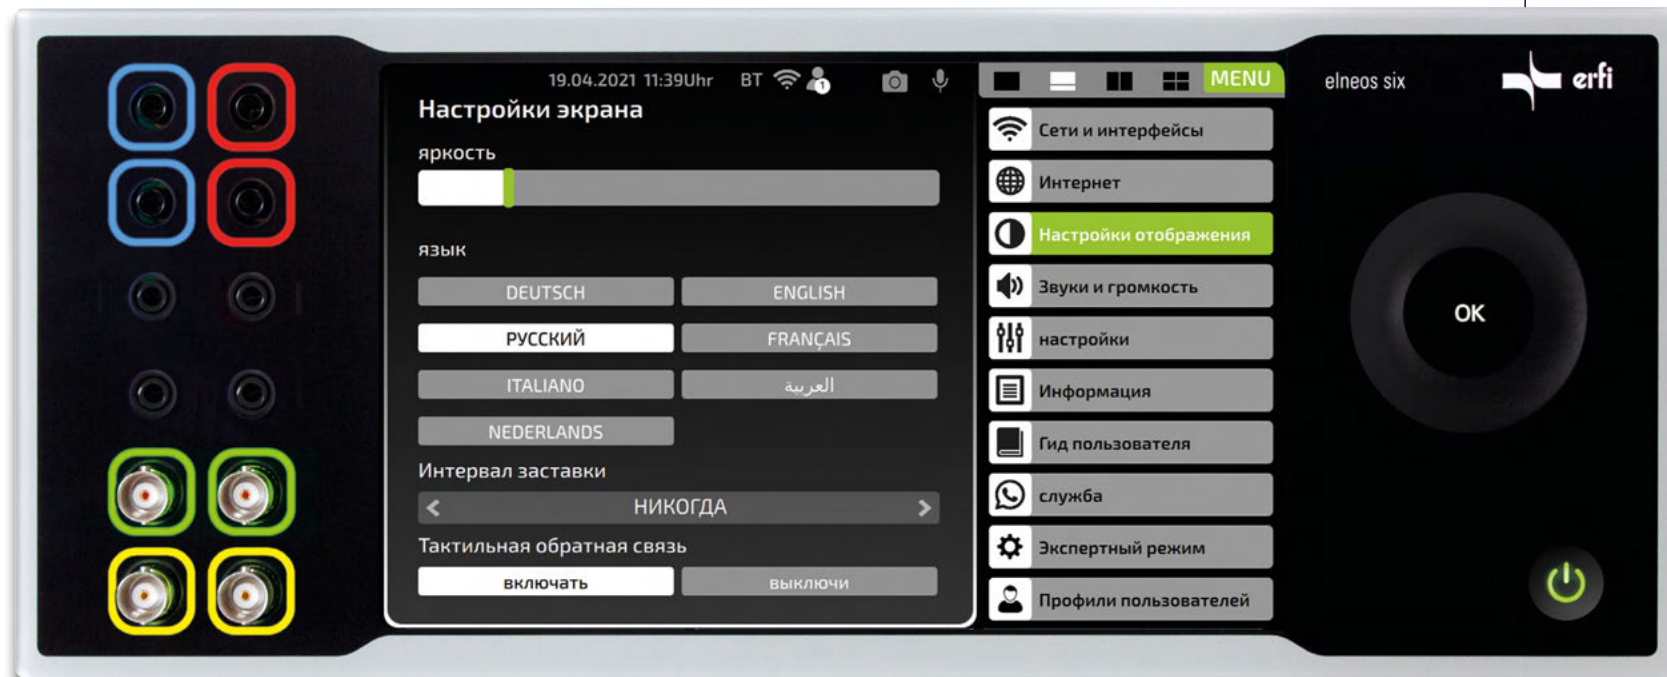 19.04.2021 11:39Uhr BT 1
MENU
elneos six
erfi
Настройки экрана
яркость
язык
DEUTSCH
ENGLISH
РУССКИЙ
FRANÇAIS
ITALIANO
العربية
NEDERLANDS
Интервал заставки
< НИКОГДА >
Тактильная обратная связь
включать
выключи
Сети и интерфейсы
Интернет
Настройки отображения
Звуки и громкость
настройки
Информация
Гид пользователя
служба
Экспертный режим
Профили пользователей
OK